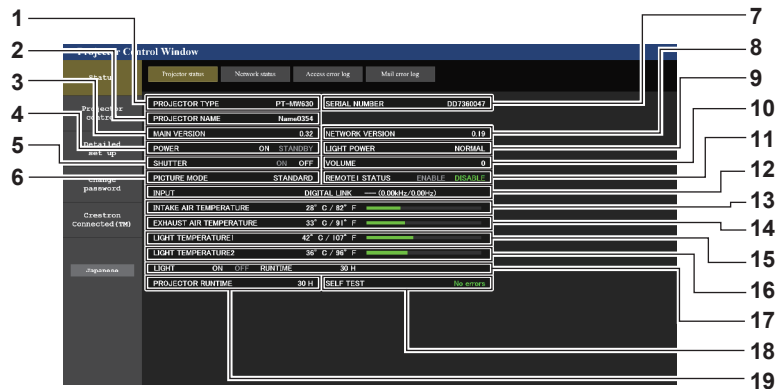 1
2
3
4
5
6
7
8
9
10
11
12
13
14
15
16
17
18
19
Projector Control Window
Status
Projector status
Network status
Access error log
Mail error log
Projector control
Detailed set up
Change password
Crestron Connected(TM)
Japanese
PROJECTOR TYPE PT-MW630 SERIAL NUMBER DD7360047
PROJECTOR NAME Name0354
MAIN VERSION 0.32 NETWORK VERSION 0.19
POWER ON STANDBY LIGHT POWER NORMAL
SHUTTER ON OFF VOLUME 0
PICTURE MODE STANDARD REMOTE1 STATUS ENABLE DISABLE
INPUT DIGITAL LINK ── (0.00kHz/0.00Hz)
INTAKE AIR TEMPERATURE 28° C / 82° F
EXHAUST AIR TEMPERATURE 33° C / 91° F
LIGHT TEMPERATURE1 42° C / 107° F
LIGHT TEMPERATURE2 36° C / 96° F
LIGHT ON OFF RUNTIME 30 H
PROJECTOR RUNTIME 30 H SELF TEST No errors